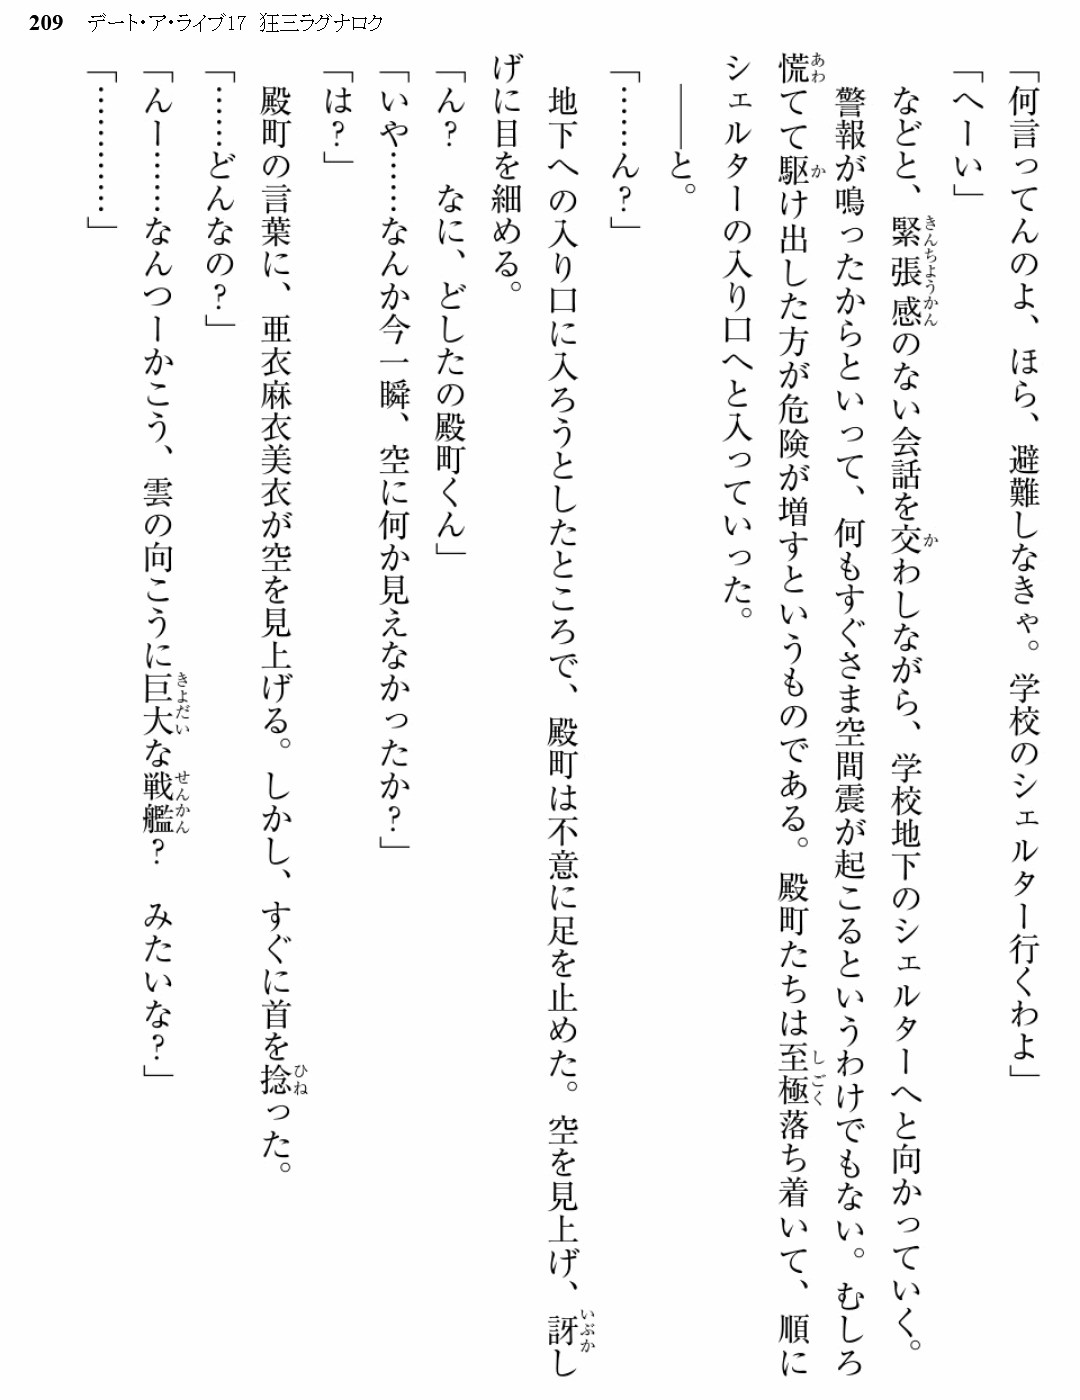 209 デート・ア・ライブ17 狂三ラグナロク
「何言ってんのよ、ほら、避難しなきゃ。学校のシェルター行くわよ」
「へーい」
　などと、緊張感のない会話を交わしながら、学校地下のシェルターへと向かっていく。
　警報が鳴ったからといって、何もすぐさま空間震が起こるというわけでもない。むしろ
慌てて駆け出した方が危険が増すというものである。殿町たちは至極落ち着いて、順に
シェルターの入り口へと入っていった。
　――と。
「……ん？」
　地下への入り口に入ろうとしたところで、殿町は不意に足を止めた。空を見上げ、訝し
げに目を細める。
「ん？　なに、どしたの殿町くん」
「いや……なんか今一瞬、空に何か見えなかったか？」
「は？」
　殿町の言葉に、亜衣麻衣美衣が空を見上げる。しかし、すぐに首を捻った。
「……どんなの？」
「んー……なんつーかこう、雲の向こうに巨大な戦艦？　みたいな？」
「…………」